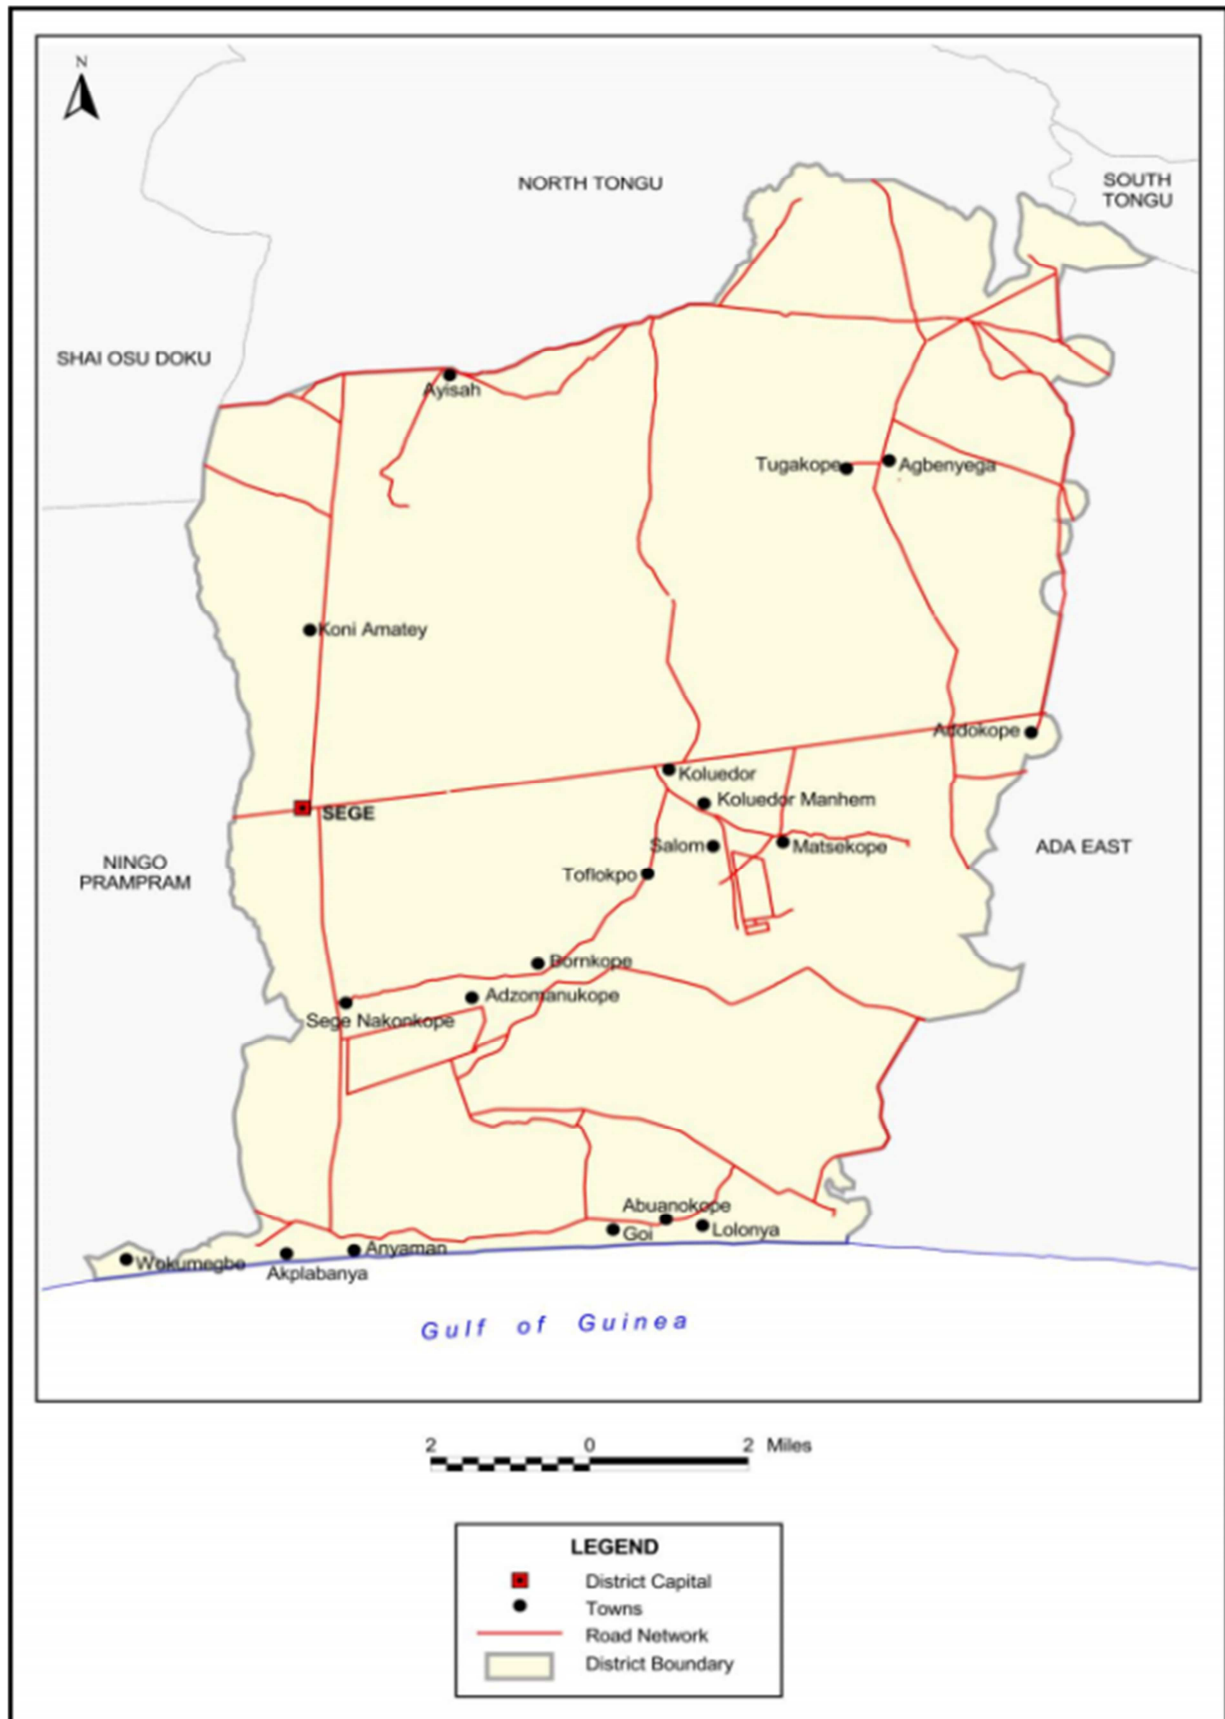 N
NORTH TONGU
SOUTH
TONGU
SHAI OSU DOKU
Ayisah
Tugakope
Agbenyega
Koni Amatey
Addokope
Koluedor
Koluedor Manhem
SEGE
Salom
Matsekope
ADA EAST
NINGO
PRAMPRAM
Toflokpo
Bornkope
Adzomanukope
Sege Nakonkope
Abuanokope
Goi
Lolonya
Anyaman
Wokumegbe
Akplabanya
Gulf of Guinea
2 0 2 Miles
LEGEND
District Capital
Towns
Road Network
District Boundary